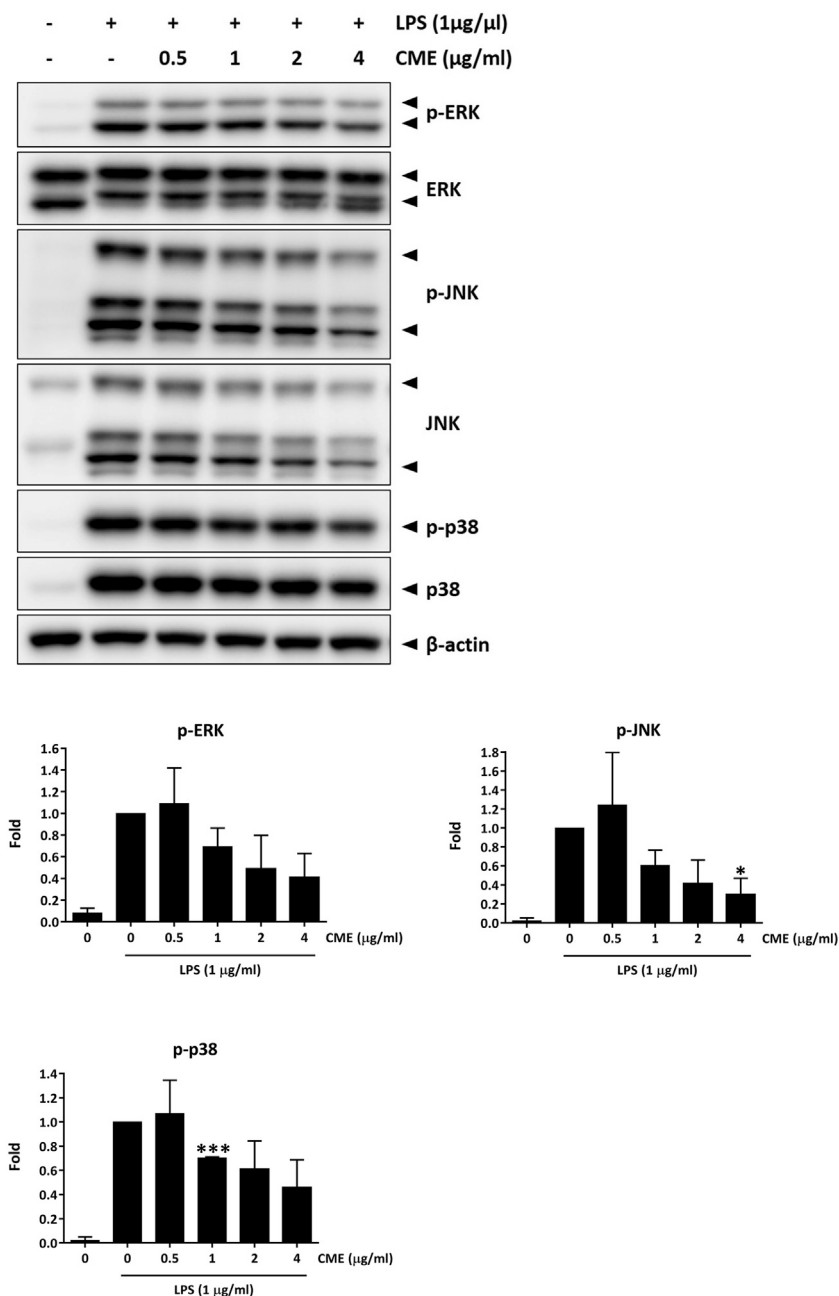 - + + + + + LPS (1µg/µl)
- - 0.5 1 2 4 CME (µg/ml)
p-ERK
ERK
p-JNK
JNK
p-p38
p38
β-actin
p-ERK
Fold
1.6
1.4
1.2
1.0
0.8
0.6
0.4
0.2
0.0
0 0 0.5 1 2 4 CME (µg/ml)
LPS (1 µg/ml)
p-JNK
Fold
1.8
1.6
1.4
1.2
1.0
0.8
0.6
0.4
0.2
0.0
*
0 0 0.5 1 2 4 CME (µg/ml)
LPS (1 µg/ml)
p-p38
Fold
1.4
1.2
1.0
0.8
0.6
0.4
0.2
0.0
***
0 0 0.5 1 2 4 CME (µg/ml)
LPS (1 µg/ml)